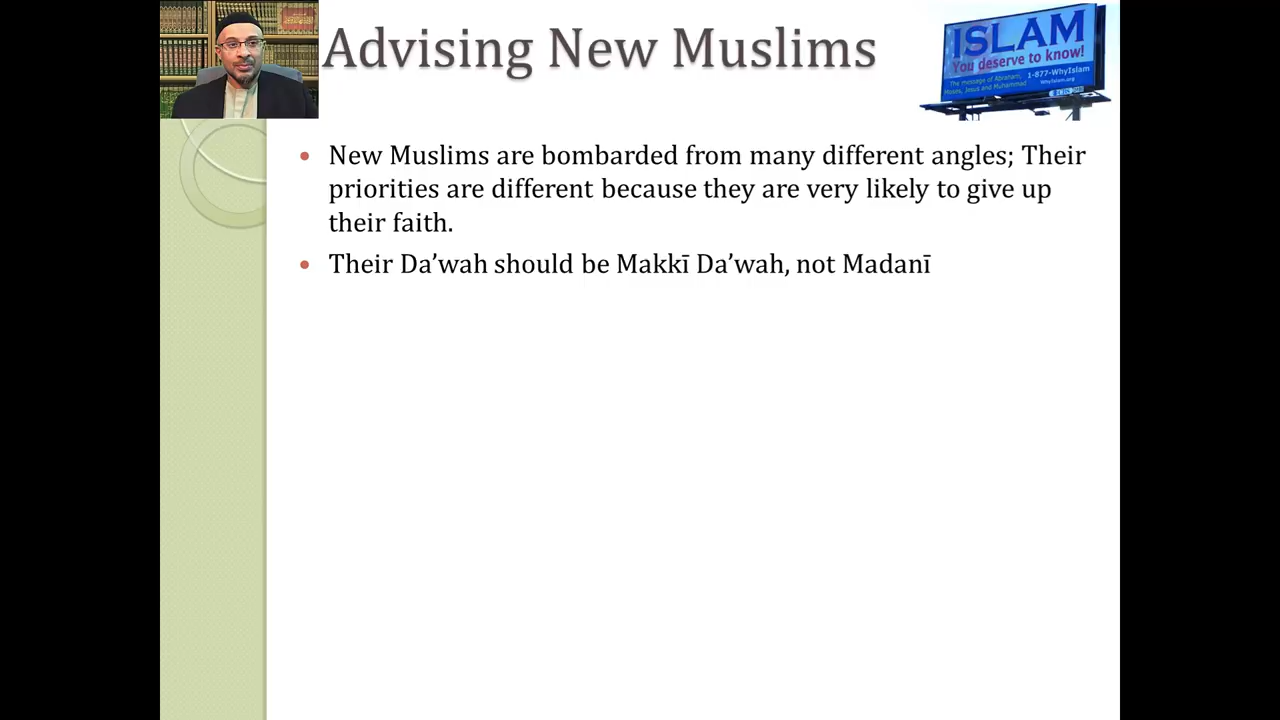 Advising New Muslims
ISLAM
You deserve to know!
The message of Abraham,
Moses, Jesus and Muhammad
1-877-WhyIslam
WhyIslam.org
• New Muslims are bombarded from many different angles; Their
priorities are different because they are very likely to give up
their faith.
• Their Da’wah should be Makkī Da’wah, not Madanī